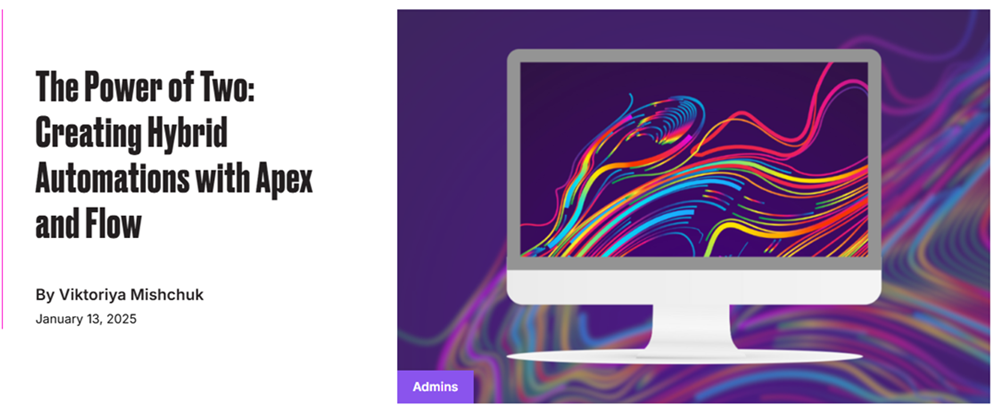 The Power of Two:
Creating Hybrid
Automations with Apex
and Flow
By Viktoriya Mishchuk
January 13, 2025
Admins